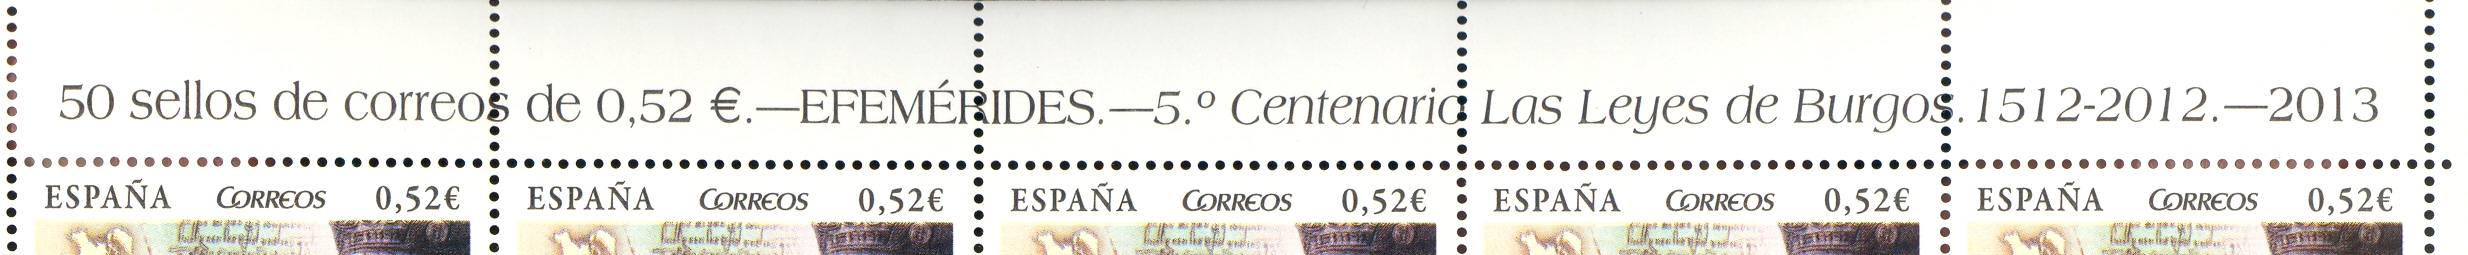 50 sellos de correos de 0,52 €.—EFEMÉRIDES.—5.º Centenario Las Leyes de Burgos. 1512-2012.—2013
ESPAÑA CORREOS 0,52€ ESPAÑA CORREOS 0,52€ ESPAÑA CORREOS 0,52€ ESPAÑA CORREOS 0,52€ ESPAÑA CORREOS 0,52€